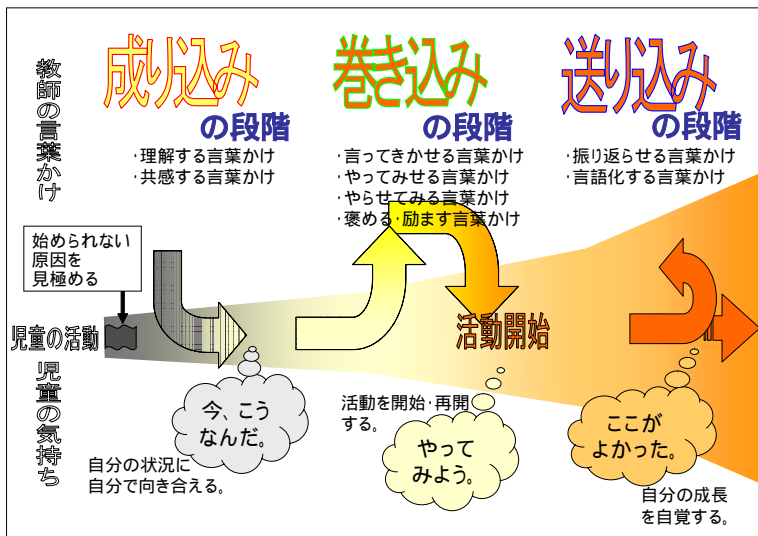 教師の言葉かけ
成り込み
の段階
・理解する言葉かけ
・共感する言葉かけ
巻き込み
の段階
・言ってきかせる言葉かけ
・やってみせる言葉かけ
・やらせてみる言葉かけ
・褒める・励ます言葉かけ
送り込み
の段階
・振り返らせる言葉かけ
・言語化する言葉かけ
始められない
原因を
見極める
児童の活動
活動開始
児童の気持ち
今、こう
なんだ。
自分の状況に
自分で向き合える。
活動を開始・再開
する。
やって
みよう。
ここが
よかった。
自分の成長
を自覚する。